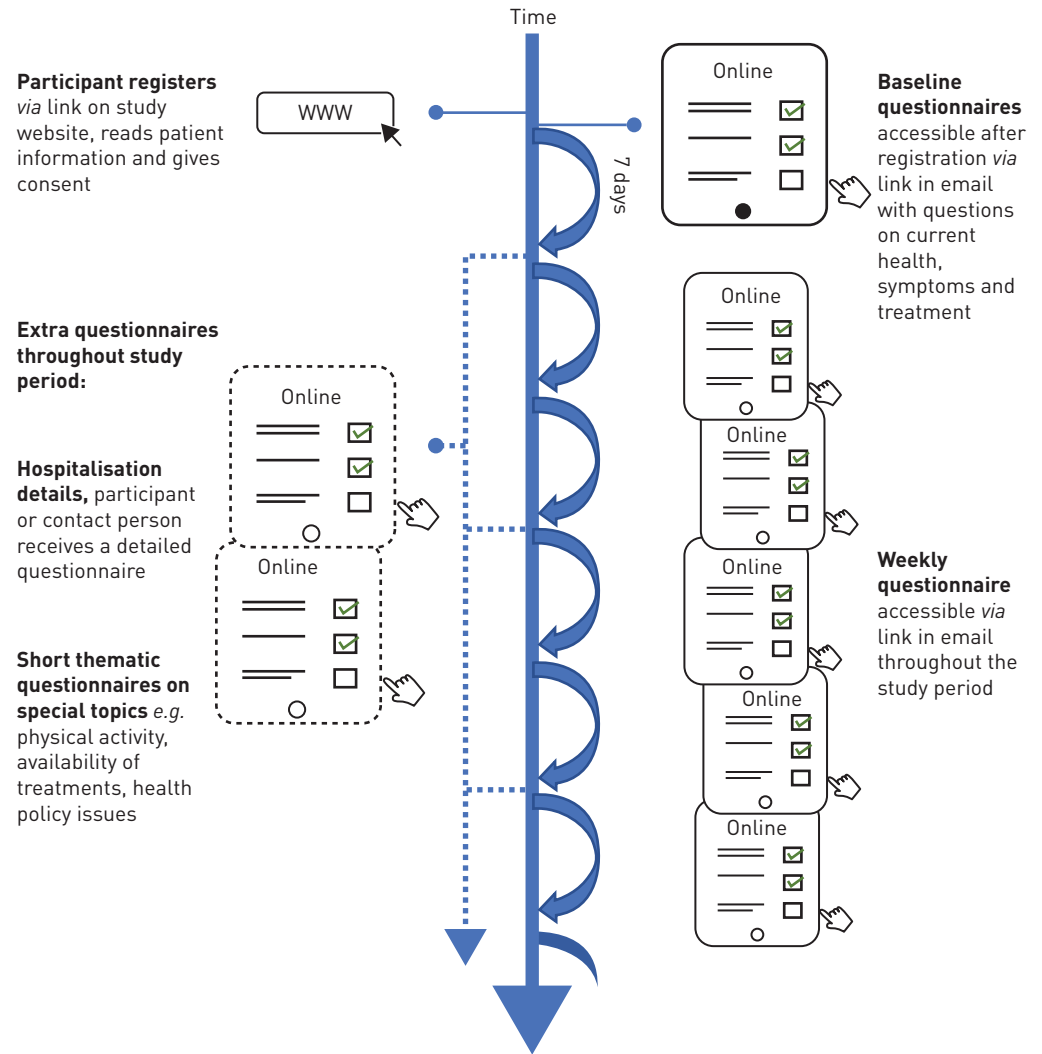 Time
Participant registers
via link on study
website, reads patient
information and gives
consent
WWW
7 days
Online
Baseline
questionnaires
accessible after
registration via
link in email
with questions
on current
health,
symptoms and
treatment
Extra questionnaires
throughout study
period:
Online
Hospitalisation
details, participant
or contact person
receives a detailed
questionnaire
Online
Short thematic
questionnaires on
special topics e.g.
physical activity,
availability of
treatments, health
policy issues
Online
Online
Online
Online
Online
Weekly
questionnaire
accessible via
link in email
throughout the
study period